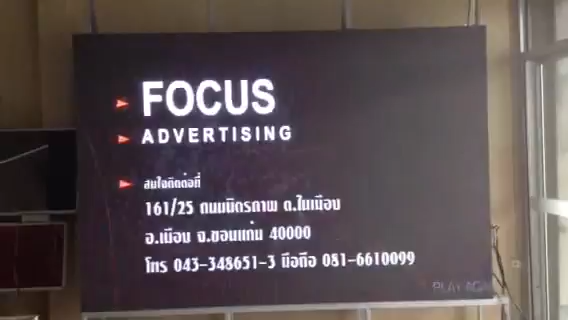 FOCUS
ADVERTISING
สนใจติดต่อที่
161/25 ถนนมิตรภาพ ต.ในเมือง
อ.เมือง จ.ขอนแก่น 40000
โทร 043-348651-3 มือถือ 081-6610099
PLAY AGAI